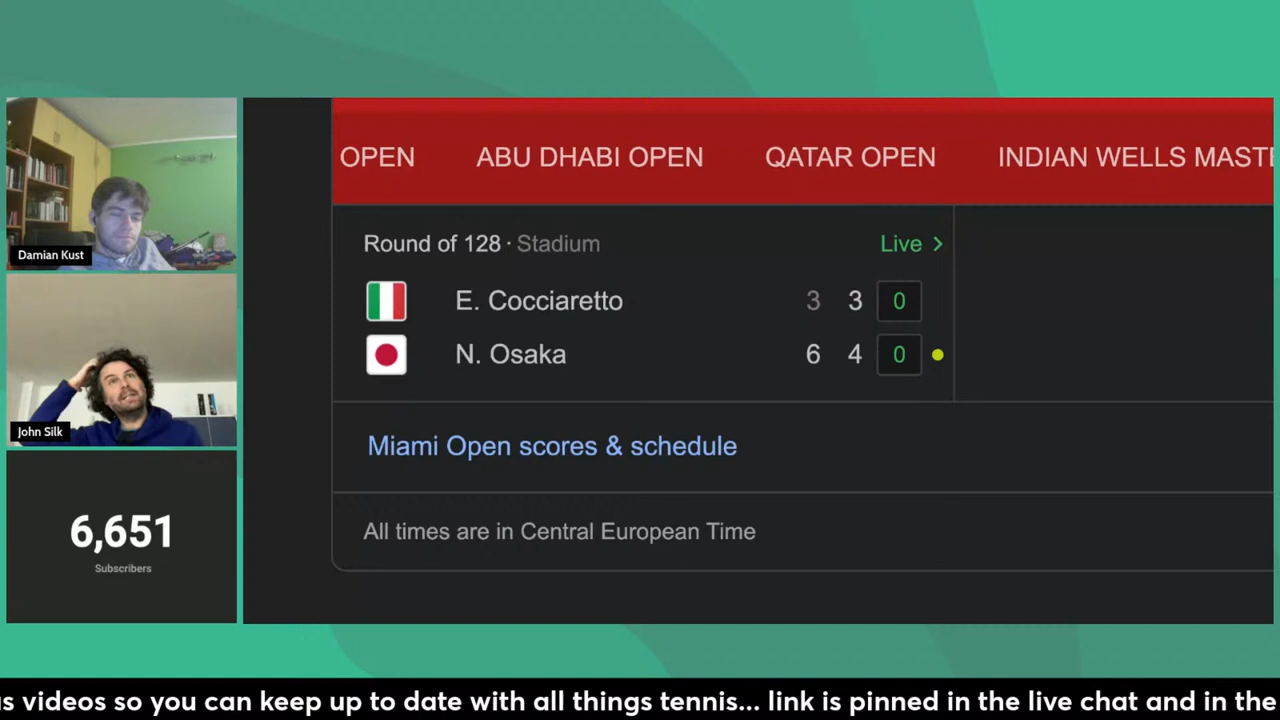 OPEN ABU DHABI OPEN QATAR OPEN INDIAN WELLS MASTE
Round of 128 · Stadium Live >
E. Cocciaretto 3 3 0
N. Osaka 6 4 0
Miami Open scores & schedule
All times are in Central European Time
Damian Kust
John Silk
6,651
Subscribers
s videos so you can keep up to date with all things tennis... link is pinned in the live chat and in the